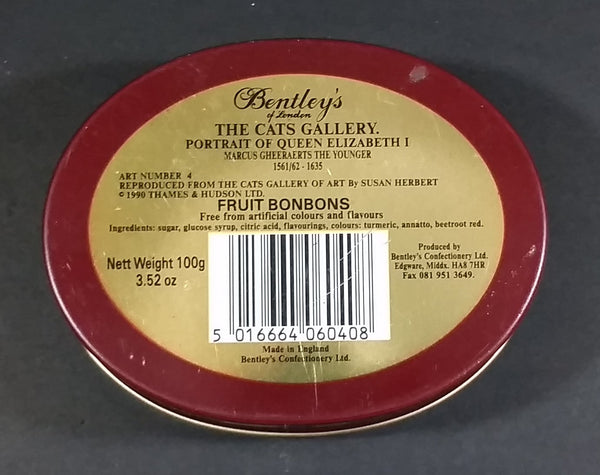 Bentley's
of London
THE CATS GALLERY.
PORTRAIT OF QUEEN ELIZABETH I
MARCUS GHEERAERTS THE YOUNGER
1561/62 - 1635
ART NUMBER 4
REPRODUCED FROM THE CATS GALLERY OF ART By SUSAN HERBERT
© 1990 THAMES & HUDSON LTD.
FRUIT BONBONS
Free from artificial colours and flavours
Ingredients: sugar, glucose syrup, citric acid, flavourings, colours: turmeric, annatto, beetroot red.
Nett Weight 100g
3.52 oz
Produced by
Bentley's Confectionery Ltd.
Edgware, Middx. HA8 7HR
Fax 081 951 3649.
5 016664 060408
Made in England
Bentley's Confectionery Ltd.